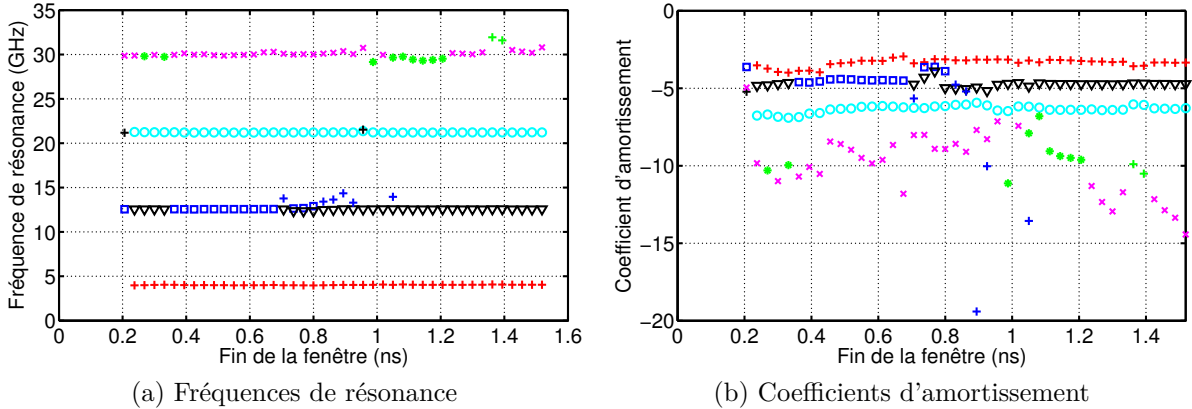 Fréquence de résonance (GHz)
35
30
25
20
15
10
5
0
0 0.2 0.4 0.6 0.8 1 1.2 1.4 1.6
Fin de la fenêtre (ns)
(a) Fréquences de résonance
Coefficient d'amortissement
0
−5
−10
−15
−20
0 0.2 0.4 0.6 0.8 1 1.2 1.4
Fin de la fenêtre (ns)
(b) Coefficients d'amortissement